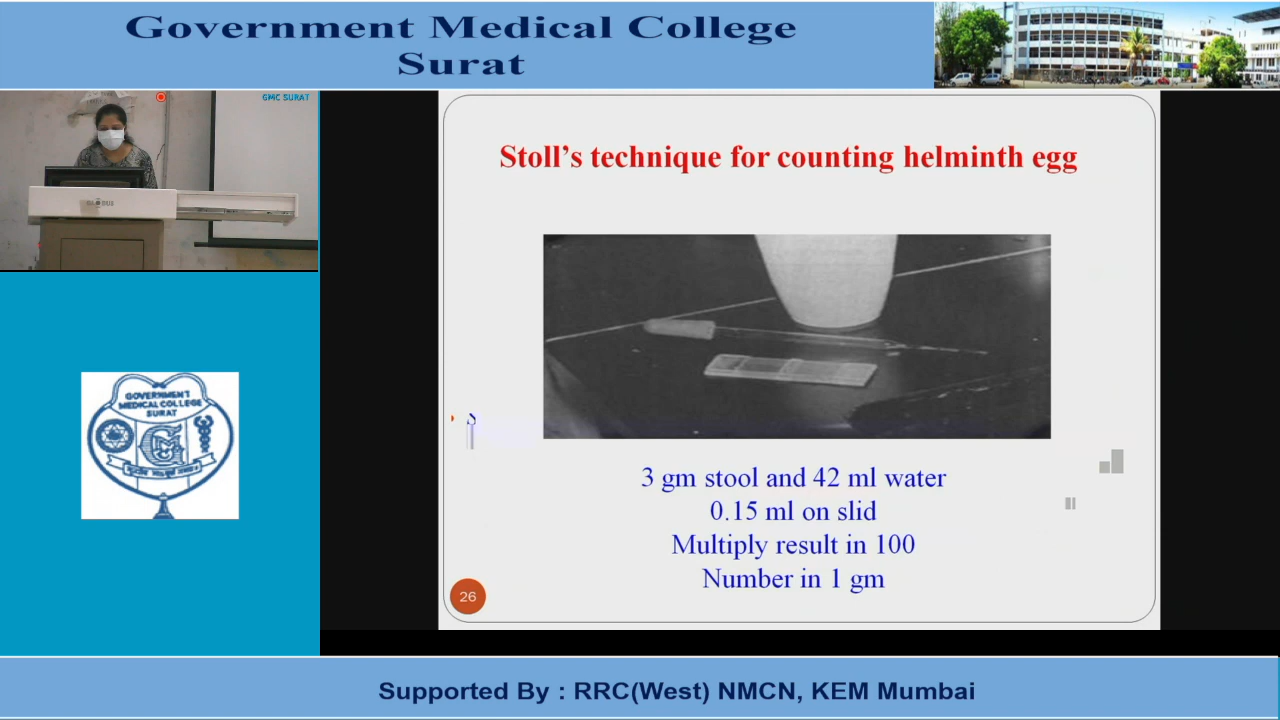 Government Medical College
Surat
GMC SURAT
Stoll's technique for counting helminth egg
GOVERNMENT
MEDICAL COLLEGE
SURAT
3 gm stool and 42 ml water
0.15 ml on slid
Multiply result in 100
Number in 1 gm
26
Supported By : RRC(West) NMCN, KEM Mumbai